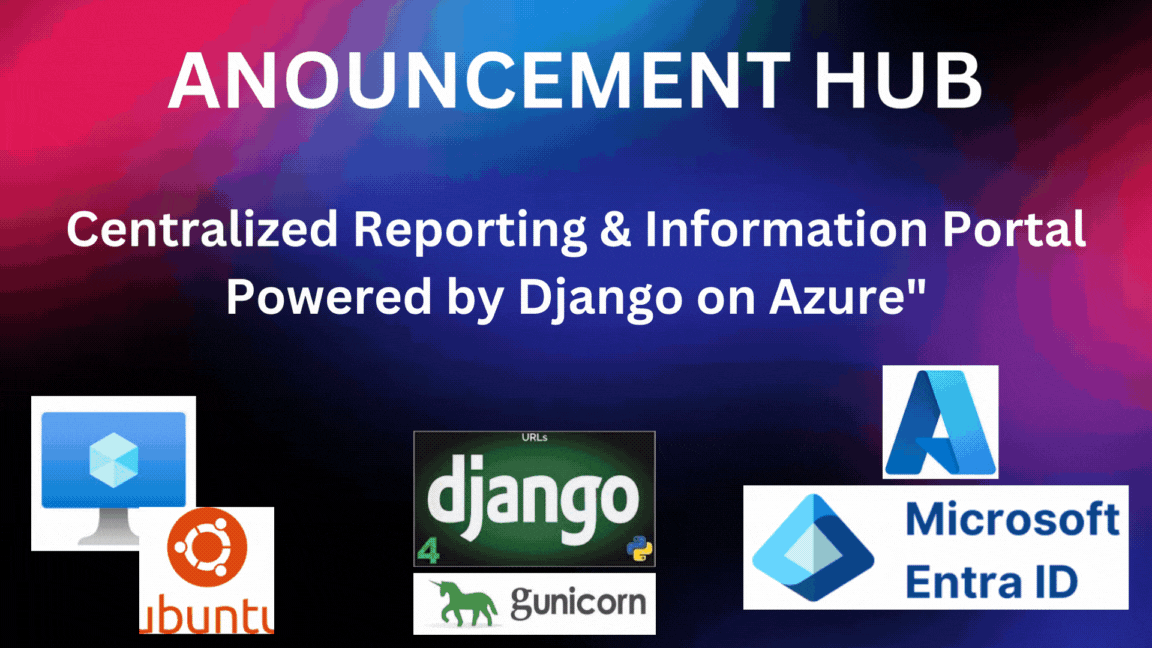 ANOUNCEMENT HUB
Centralized Reporting & Information Portal
Powered by Django on Azure"
URLs
django
4
gunicorn
ubuntu
Microsoft
Entra ID